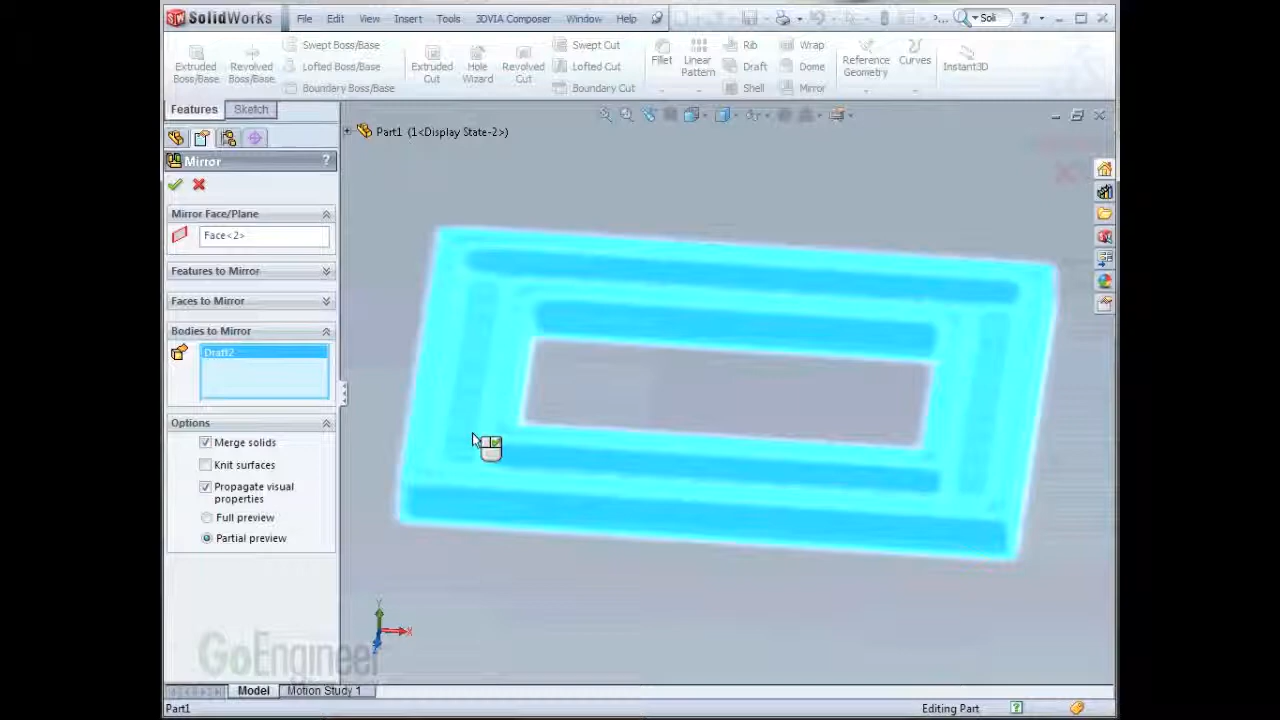 SolidWorks
File Edit View Insert Tools 3DVIA Composer Window Help
Soli
Extruded Boss/Base
Revolved Boss/Base
Swept Boss/Base
Lofted Boss/Base
Boundary Boss/Base
Extruded Cut
Hole Wizard
Revolved Cut
Swept Cut
Lofted Cut
Boundary Cut
Fillet
Linear Pattern
Rib
Draft
Shell
Wrap
Dome
Mirror
Reference Geometry
Curves
Instant3D
Features Sketch
Part1 (1<Display State-2>)
Mirror ?
Mirror Face/Plane
Face<2>
Features to Mirror
Faces to Mirror
Bodies to Mirror
Draft2
Options
Merge solids
Knit surfaces
Propagate visual
properties
Full preview
Partial preview
Y
X
GoEngineer
Model Motion Study 1
Part1 Editing Part